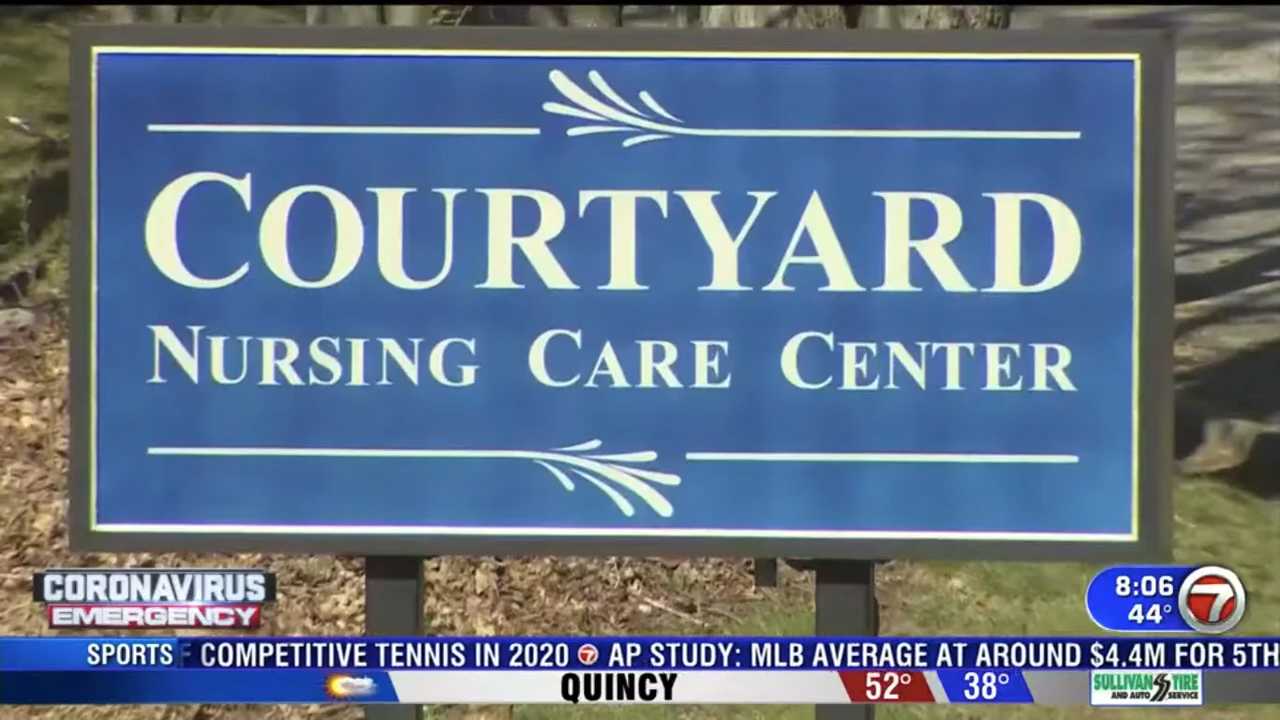 COURTYARD
NURSING CARE CENTER
CORONAVIRUS
EMERGENCY
8:06
44°
7
SPORTS COMPETITIVE TENNIS IN 2020 7 AP STUDY: MLB AVERAGE AT AROUND $4.4M FOR 5TH
QUINCY 52° 38°
SULLIVAN TIRE
AND AUTO SERVICE